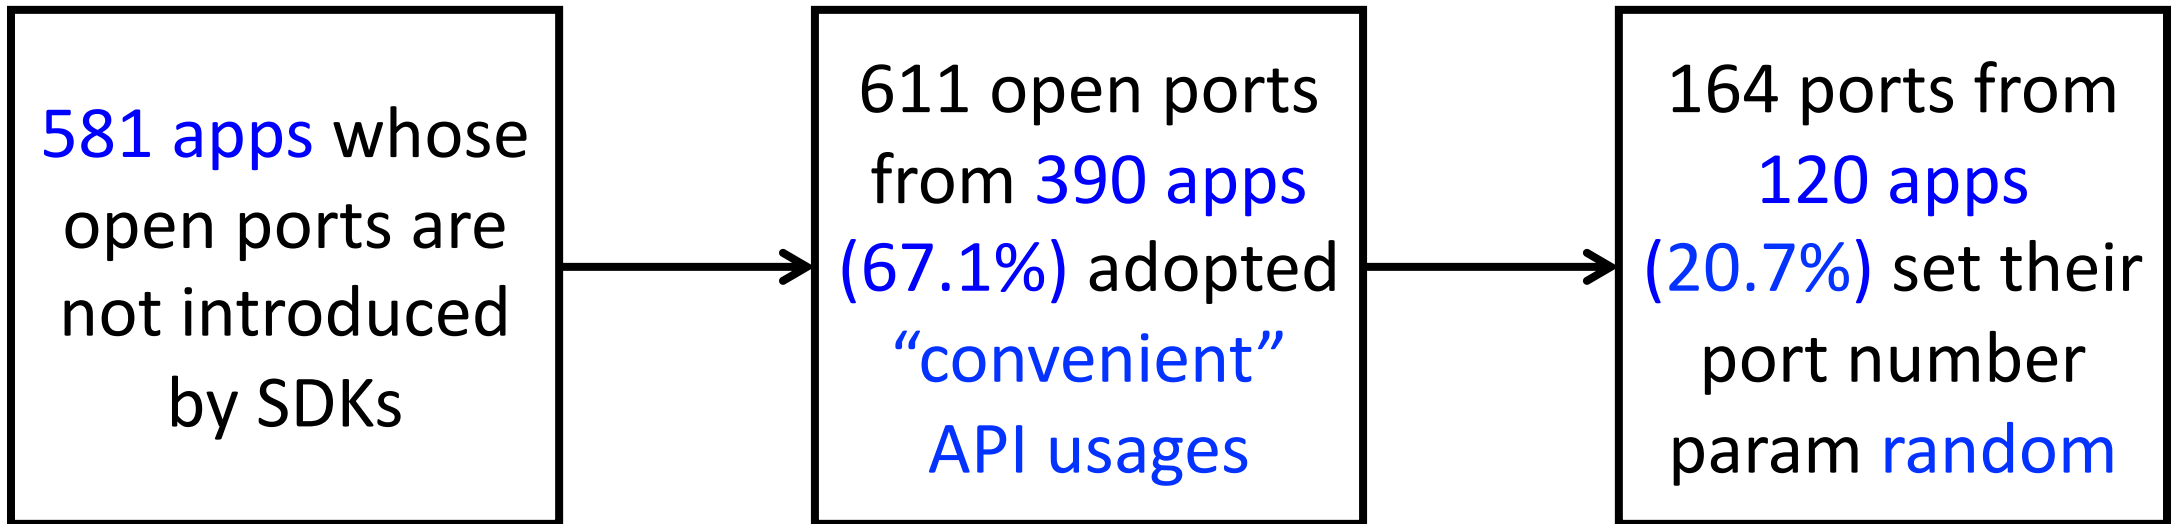 581 apps whose
open ports are
not introduced
by SDKs
611 open ports
from 390 apps
(67.1%) adopted
“convenient”
API usages
164 ports from
120 apps
(20.7%) set their
port number
param random